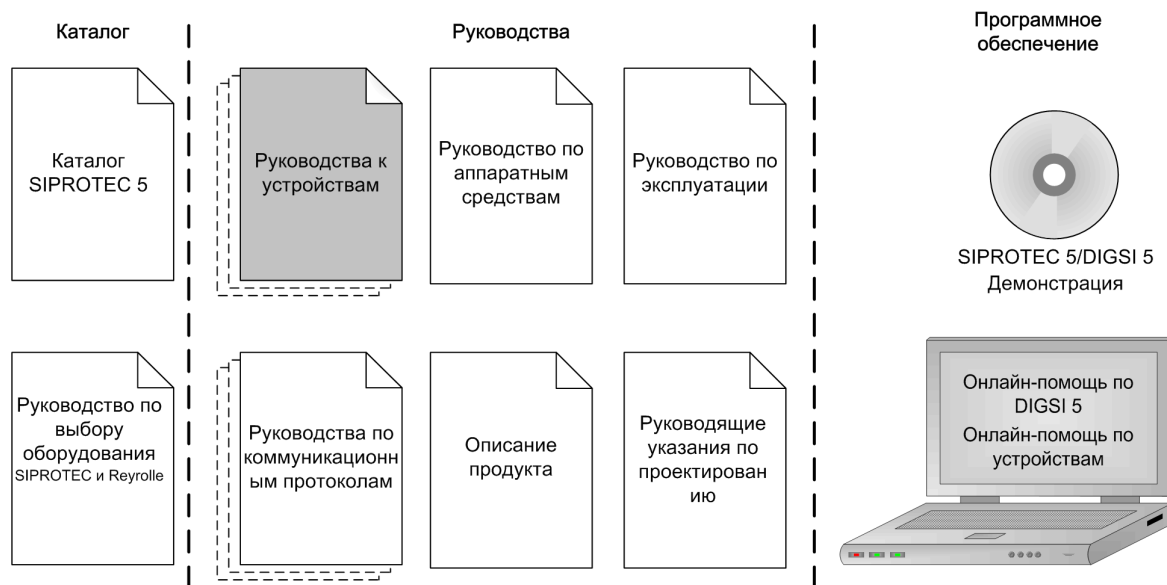 Каталог
Каталог
SIPROTEC 5
Руководство по
выбору
оборудования
SIPROTEC и Reyrolle
Руководства
Руководства к
устройствам
Руководство по
аппаратным
средствам
Руководство по
эксплуатации
Руководства по
коммуникационн
ым протоколам
Описание
продукта
Руководящие
указания по
проектирован
ию
Программное
обеспечение
SIPROTEC 5/DIGSI 5
Демонстрация
Онлайн-помощь по
DIGSI 5
Онлайн-помощь по
устройствам